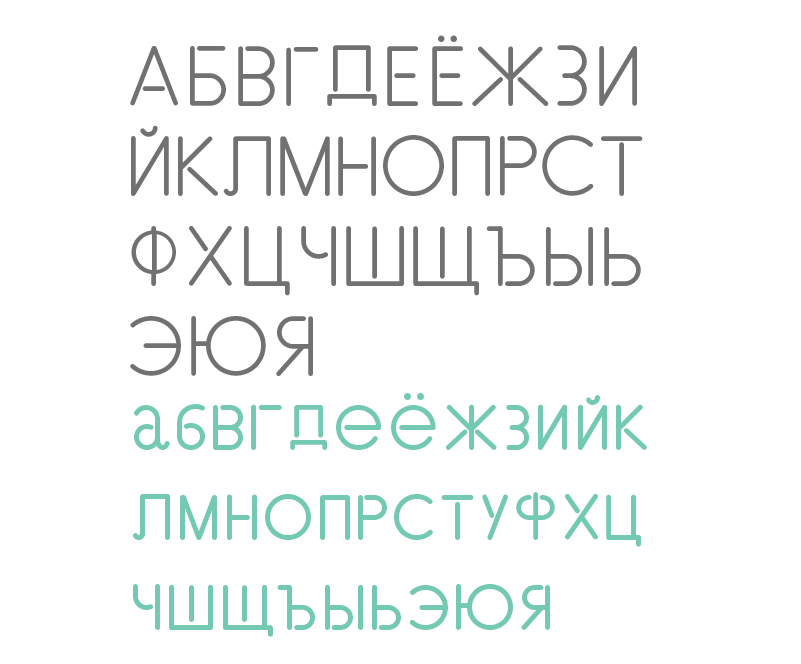 АБВГДЕЁЖЗИ
ЙКЛМНОПРСТ
ФХЦЧШЩЪЫЬ
ЭЮЯ
абвгдеёжзийк
лмнопрстуфхц
чшщъыьэюя